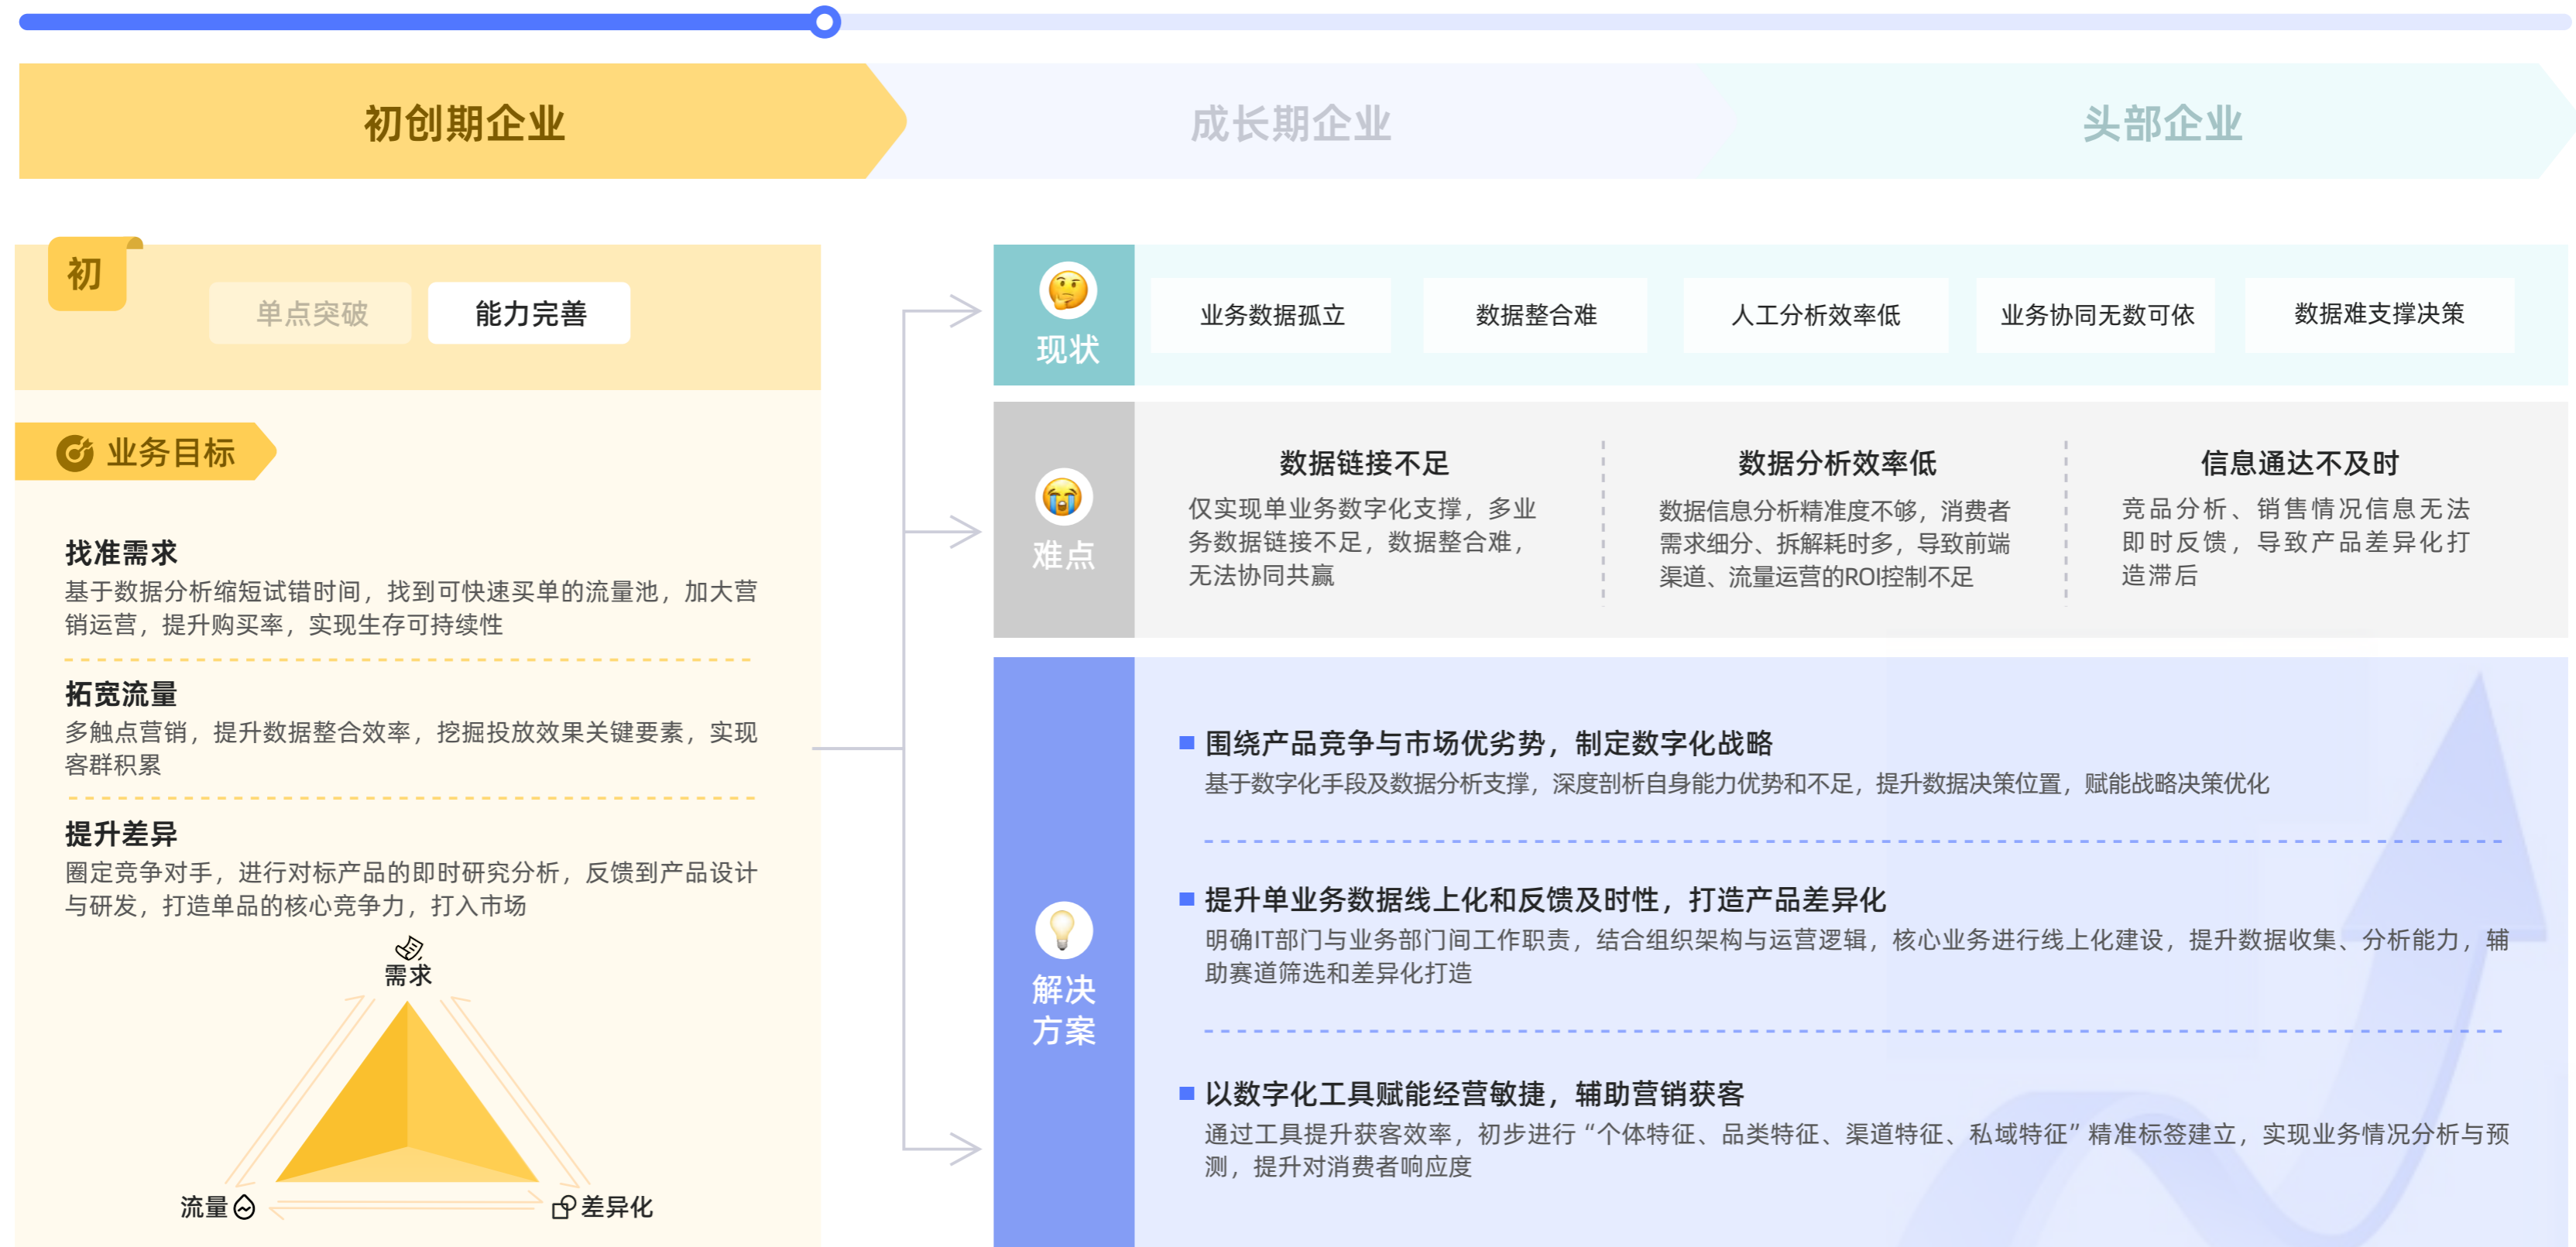 初创期企业
成长期企业
头部企业
初
单点突破
能力完善
业务目标
找准需求
基于数据分析缩短试错时间，找到可快速买单的流量池，加大营
销运营，提升购买率，实现生存可持续性
拓宽流量
多触点营销，提升数据整合效率，挖掘投放效果关键要素，实现
客群积累
提升差异
圈定竞争对手，进行对标产品的即时研究分析，反馈到产品设计
与研发，打造单品的核心竞争力，打入市场
需求
流量
差异化
现状
业务数据孤立
数据整合难
人工分析效率低
业务协同无数可依
数据难支撑决策
难点
数据链接不足
仅实现单业务数字化支撑，多业
务数据链接不足，数据整合难，
无法协同共赢
数据分析效率低
数据信息分析精准度不够，消费者
需求细分、拆解耗时多，导致前端
渠道、流量运营的ROI控制不足
信息通达不及时
竞品分析、销售情况信息无法
即时反馈，导致产品差异化打
造滞后
解决
方案
围绕产品竞争与市场优劣势，制定数字化战略
基于数字化手段及数据分析支撑，深度剖析自身能力优势和不足，提升数据决策位置，赋能战略决策优化
提升单业务数据线上化和反馈及时性，打造产品差异化
明确IT部门与业务部门间工作职责，结合组织架构与运营逻辑，核心业务进行线上化建设，提升数据收集、分析能力，辅
助赛道筛选和差异化打造
以数字化工具赋能经营敏捷，辅助营销获客
通过工具提升获客效率，初步进行“个体特征、品类特征、渠道特征、私域特征”精准标签建立，实现业务情况分析与预
测，提升对消费者响应度